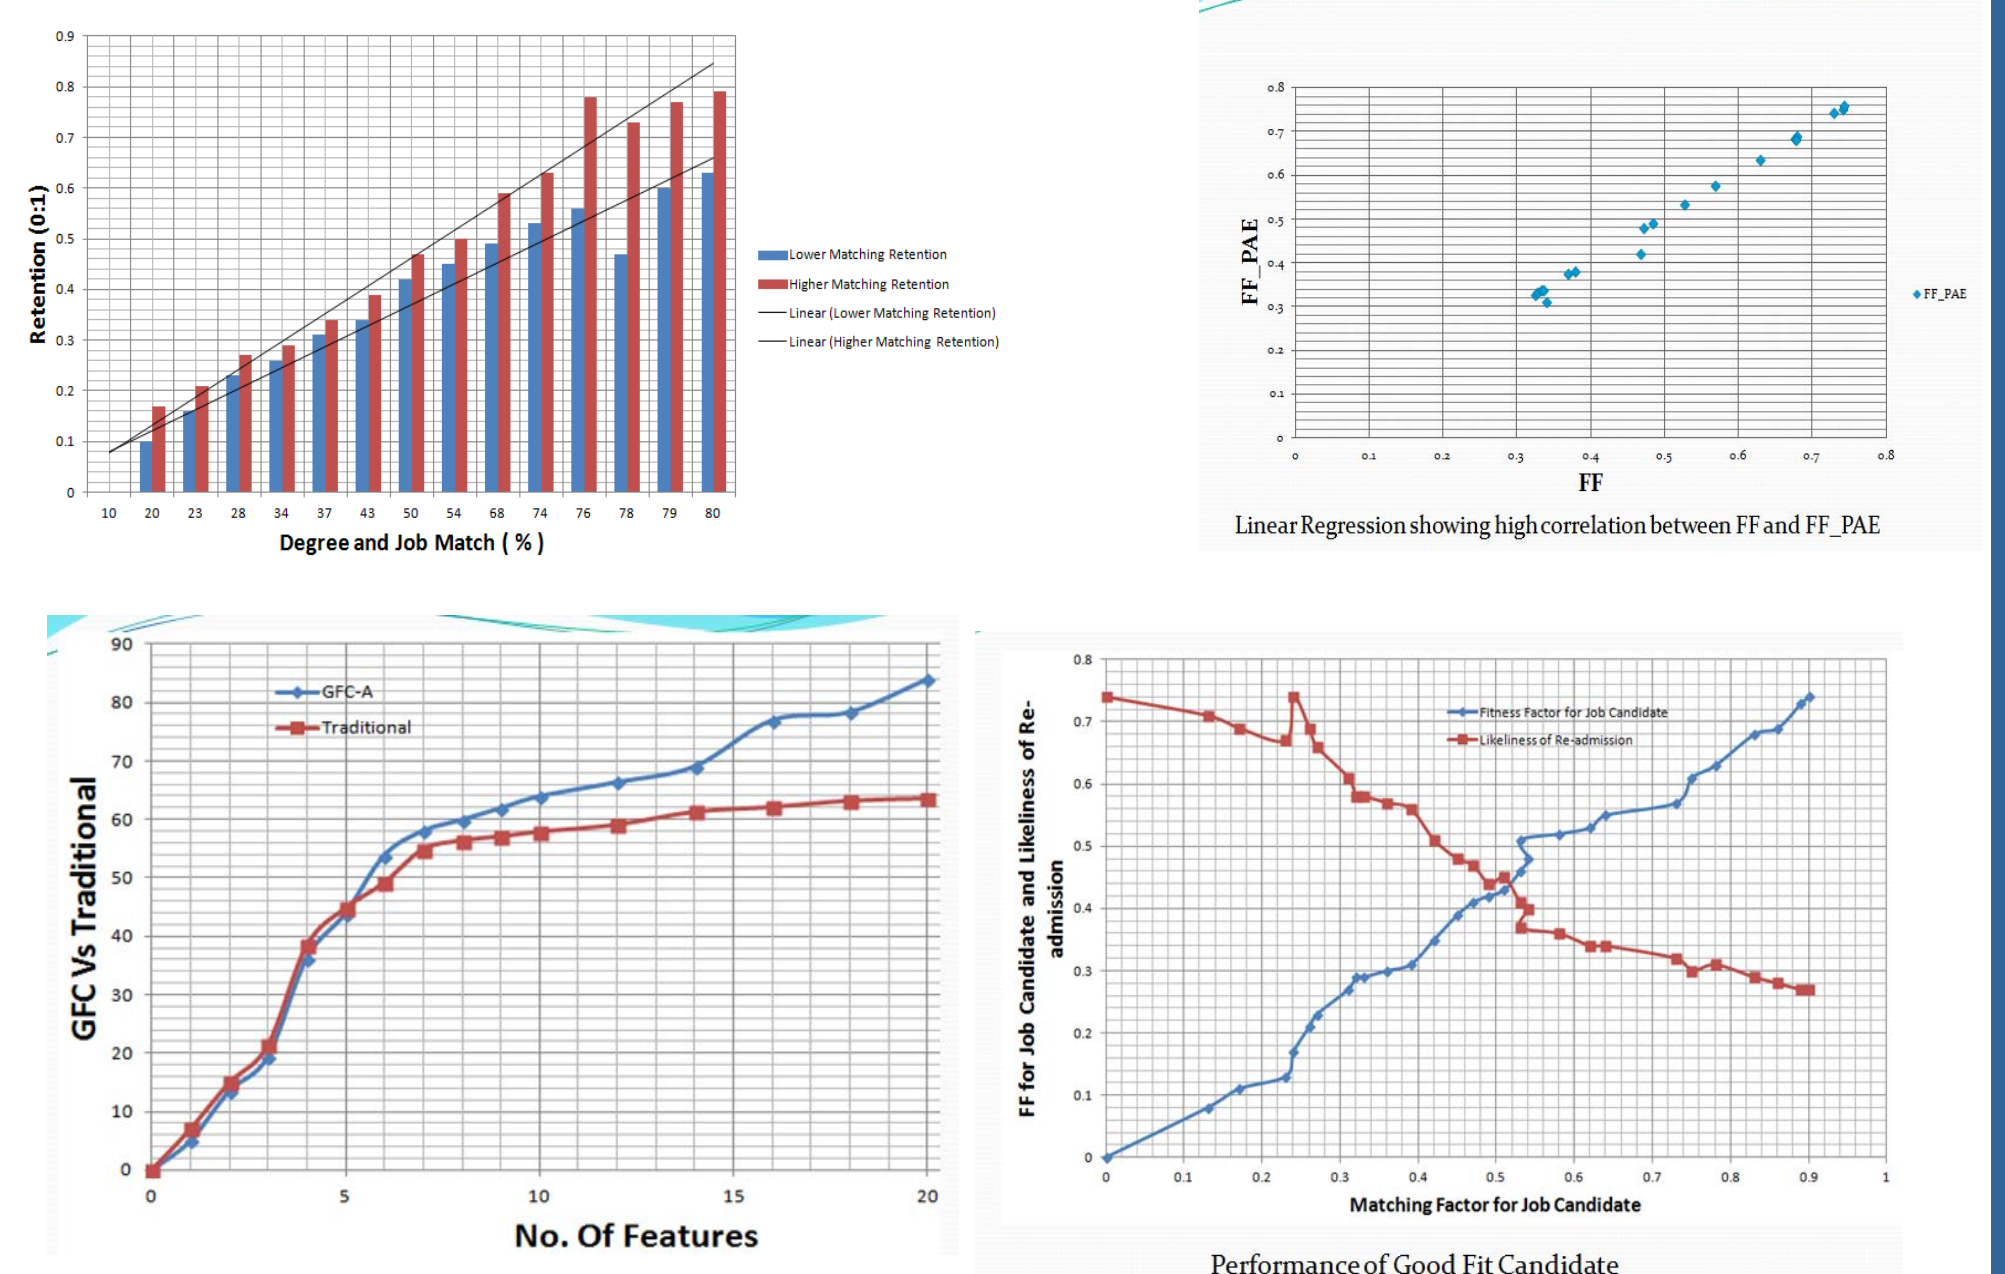 0.9
0.8
0.7
0.6
0.5
0.4
0.3
0.2
0.1
0
Retention (0:1)
10 20 23 28 34 37 43 50 54 68 74 76 78 79 80
Degree and Job Match ( % )
Lower Matching Retention
Higher Matching Retention
Linear (Lower Matching Retention)
Linear (Higher Matching Retention)
0.8
0.7
0.6
0.5
0.4
0.3
0.2
0.1
0
FF_PAE
0 0.1 0.2 0.3 0.4 0.5 0.6 0.7 0.8
FF
FF_PAE
Linear Regression showing high correlation between FF and FF_PAE
90
80
70
60
50
40
30
20
10
0
GFC Vs Traditional
GFC-A
Traditional
0 5 10 15 20
No. Of Features
0.8
0.7
0.6
0.5
0.4
0.3
0.2
0.1
0
FF for Job Candidate and Likeliness of Re-
admission
Fitness Factor for Job Candidate
Likeliness of Re-admission
0 0.1 0.2 0.3 0.4 0.5 0.6 0.7 0.8 0.9 1
Matching Factor for Job Candidate
Performance of Good Fit Candidate